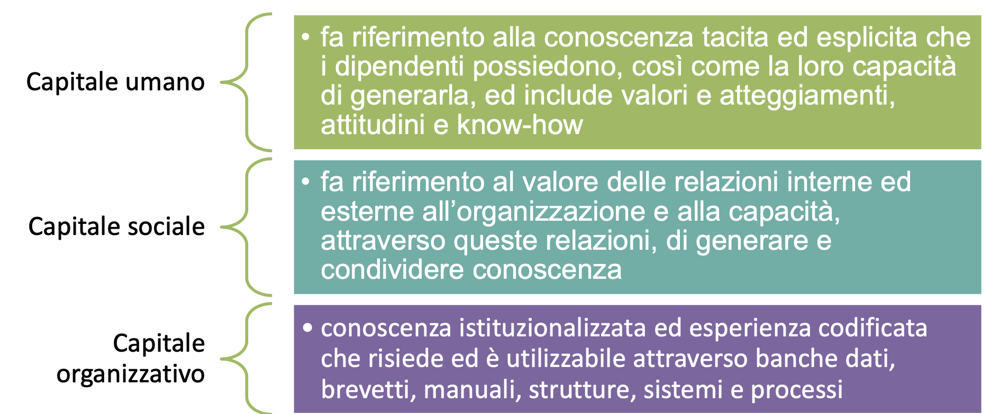 Capitale umano
• fa riferimento alla conoscenza tacita ed esplicita che
i dipendenti possiedono, così come la loro capacità
di generarla, ed include valori e atteggiamenti,
attitudini e know-how
Capitale sociale
• fa riferimento al valore delle relazioni interne ed
esterne all’organizzazione e alla capacità,
attraverso queste relazioni, di generare e
condividere conoscenza
Capitale
organizzativo
• conoscenza istituzionalizzata ed esperienza codificata
che risiede ed è utilizzabile attraverso banche dati,
brevetti, manuali, strutture, sistemi e processi